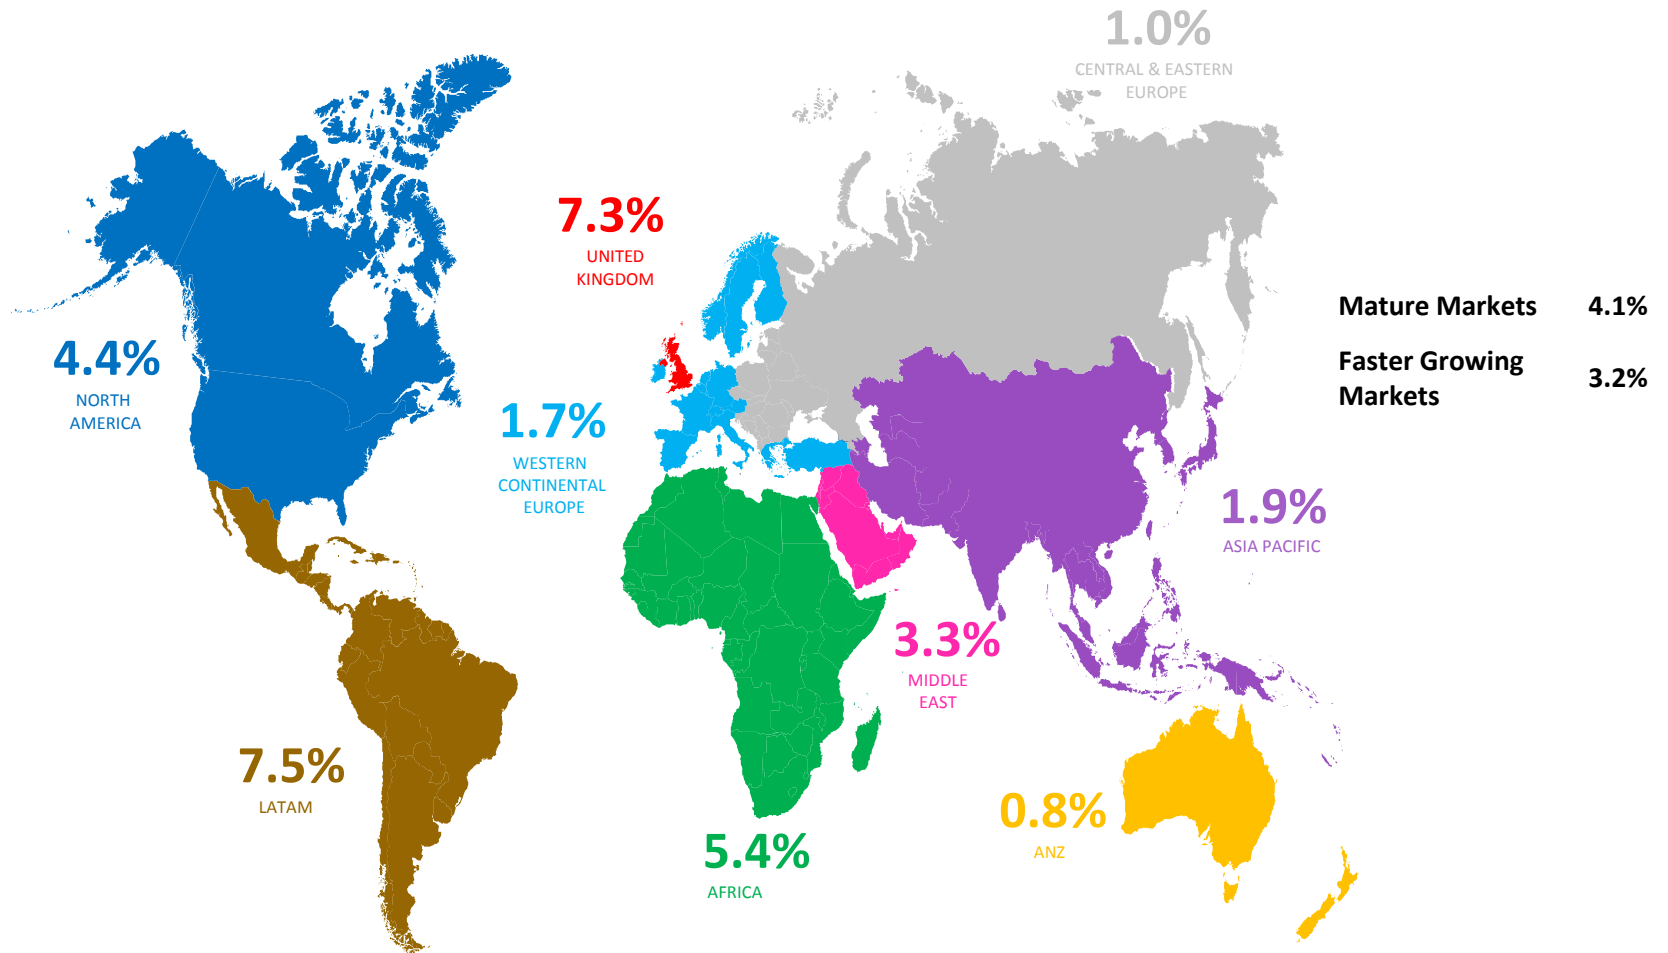 1.0%
CENTRAL & EASTERN
EUROPE
7.3%
UNITED
KINGDOM
Mature Markets 4.1%
Faster Growing
Markets 3.2%
4.4%
NORTH
AMERICA
1.7%
WESTERN
CONTINENTAL
EUROPE
1.9%
ASIA PACIFIC
3.3%
MIDDLE
EAST
7.5%
LATAM
0.8%
ANZ
5.4%
AFRICA